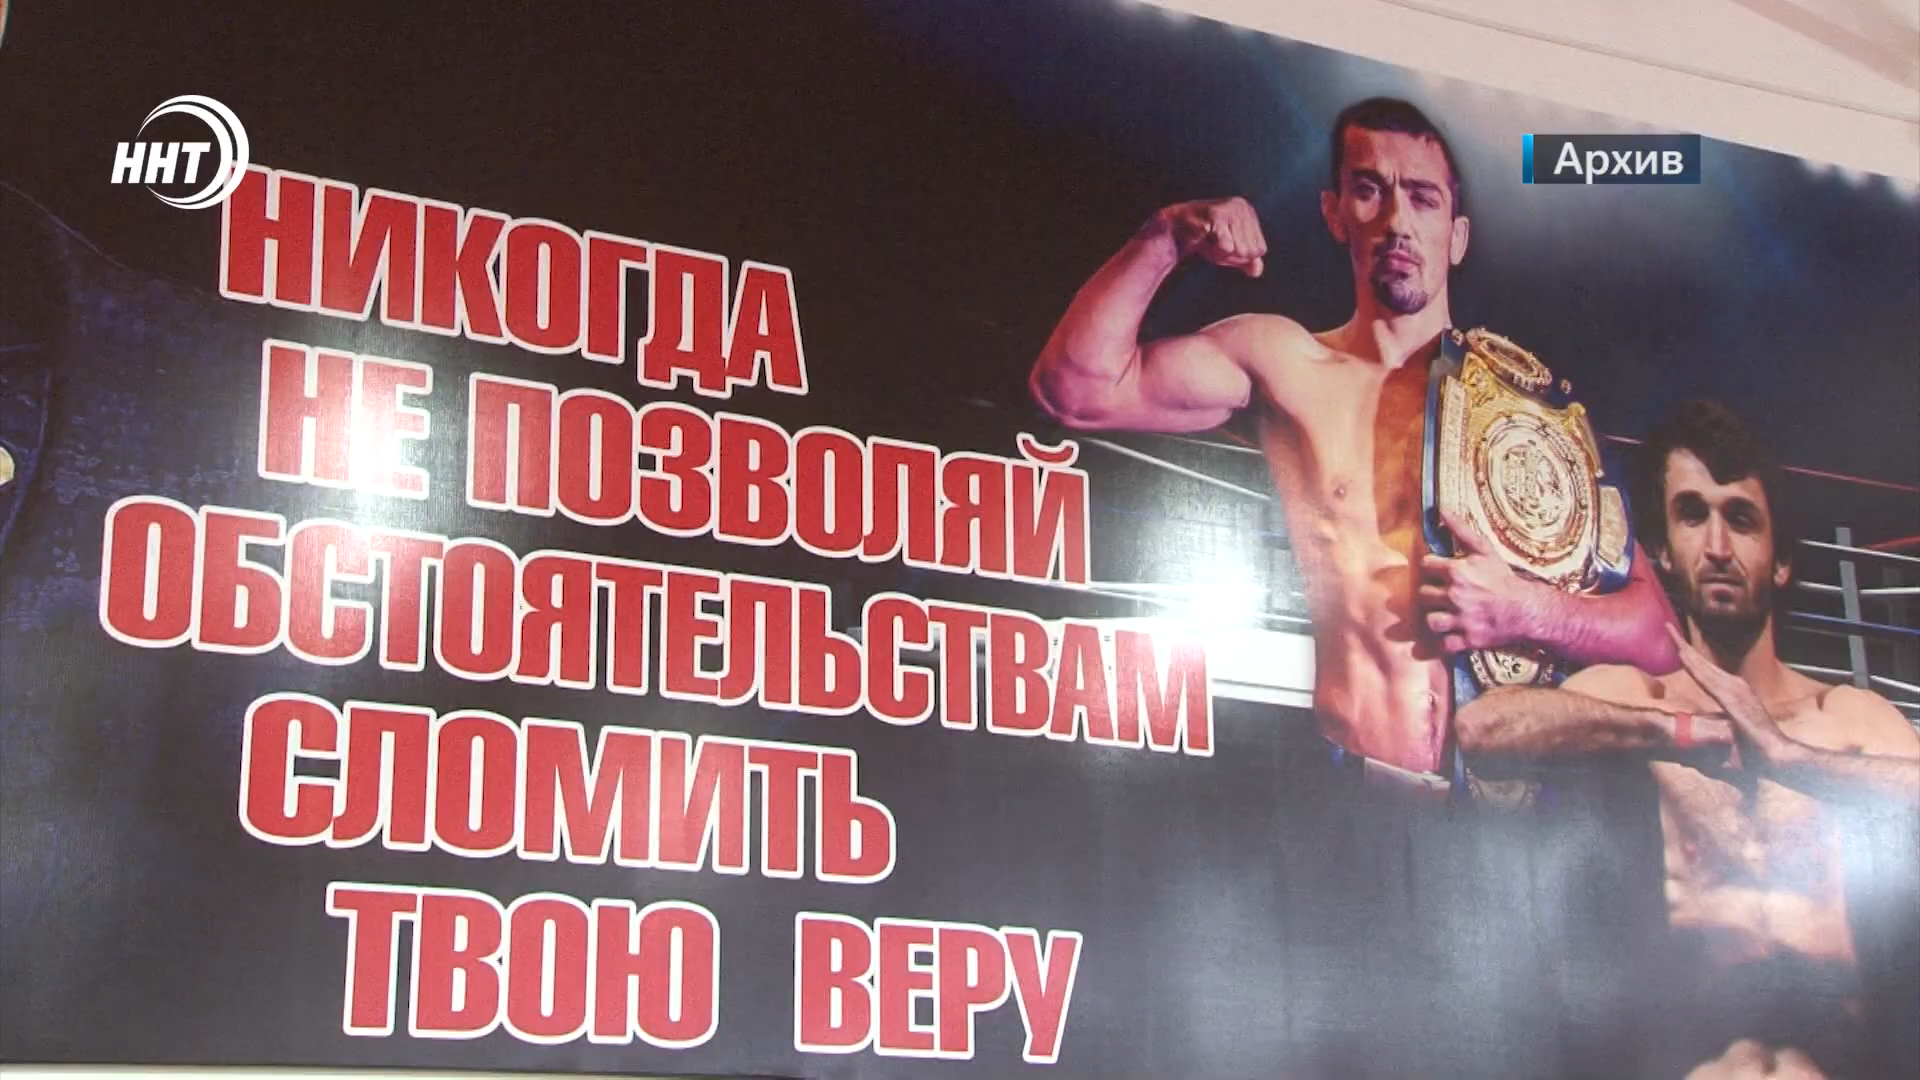 ННТ
Архив
НИКОГДА
НЕ ПОЗВОЛЯЙ
ОБСТОЯТЕЛЬСТВАМ
СЛОМИТЬ
ТВОЮ ВЕРУ